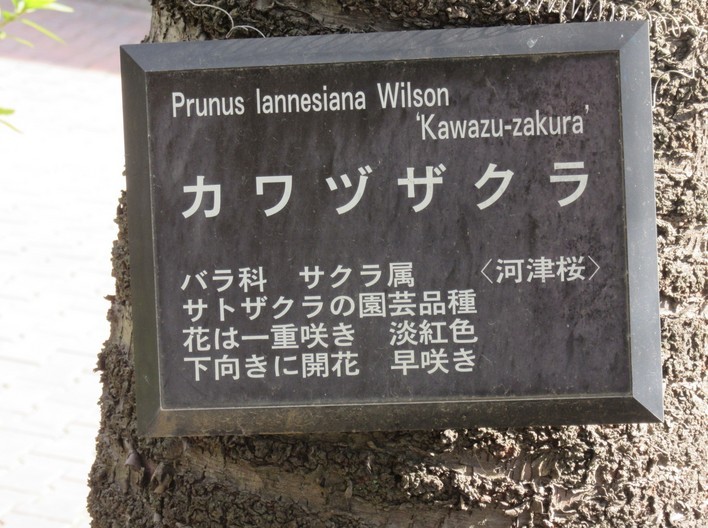 Prunus lannesiana Wilson
‘Kawazu-zakura’
カワヅザクラ
バラ科　サクラ属　〈河津桜〉
サトザクラの園芸品種
花は一重咲き　淡紅色
下向きに開花　早咲き